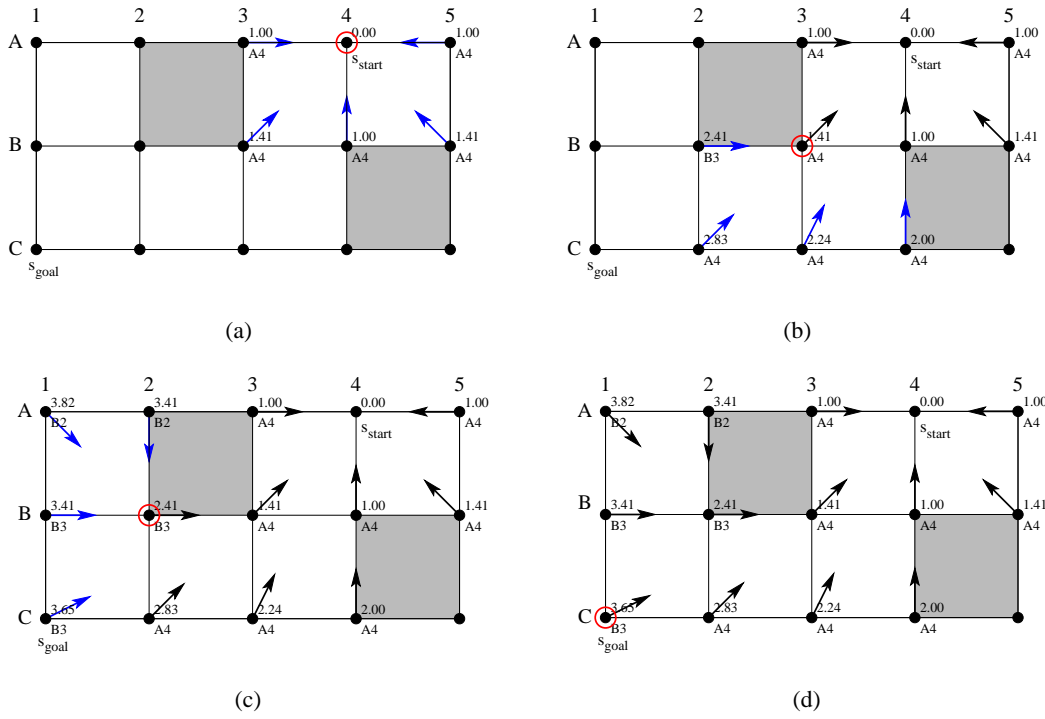 1 2 3 4 5
1.00 0.00 1.00
A A4 s_start A4
1.41 1.00 1.41
B A4 A4 A4
C
s_goal
(a)
1 2 3 4 5
1.00 0.00 1.00
A A4 s_start A4
2.41 1.41 1.00 1.41
B B3 A4 A4 A4
2.83 2.24 2.00
C A4 A4 A4
s_goal
(b)
1 2 3 4 5
3.82 3.41 1.00 0.00 1.00
A B2 B2 A4 s_start A4
3.41 2.41 1.41 1.00 1.41
B B3 B3 A4 A4 A4
3.65 2.83 2.24 2.00
C B3 A4 A4 A4
s_goal
(c)
1 2 3 4 5
3.82 3.41 1.00 0.00 1.00
A B2 B2 A4 s_start A4
3.41 2.41 1.41 1.00 1.41
B B3 B3 A4 A4 A4
3.65 2.83 2.24 2.00
C B3 A4 A4 A4
s_goal
(d)